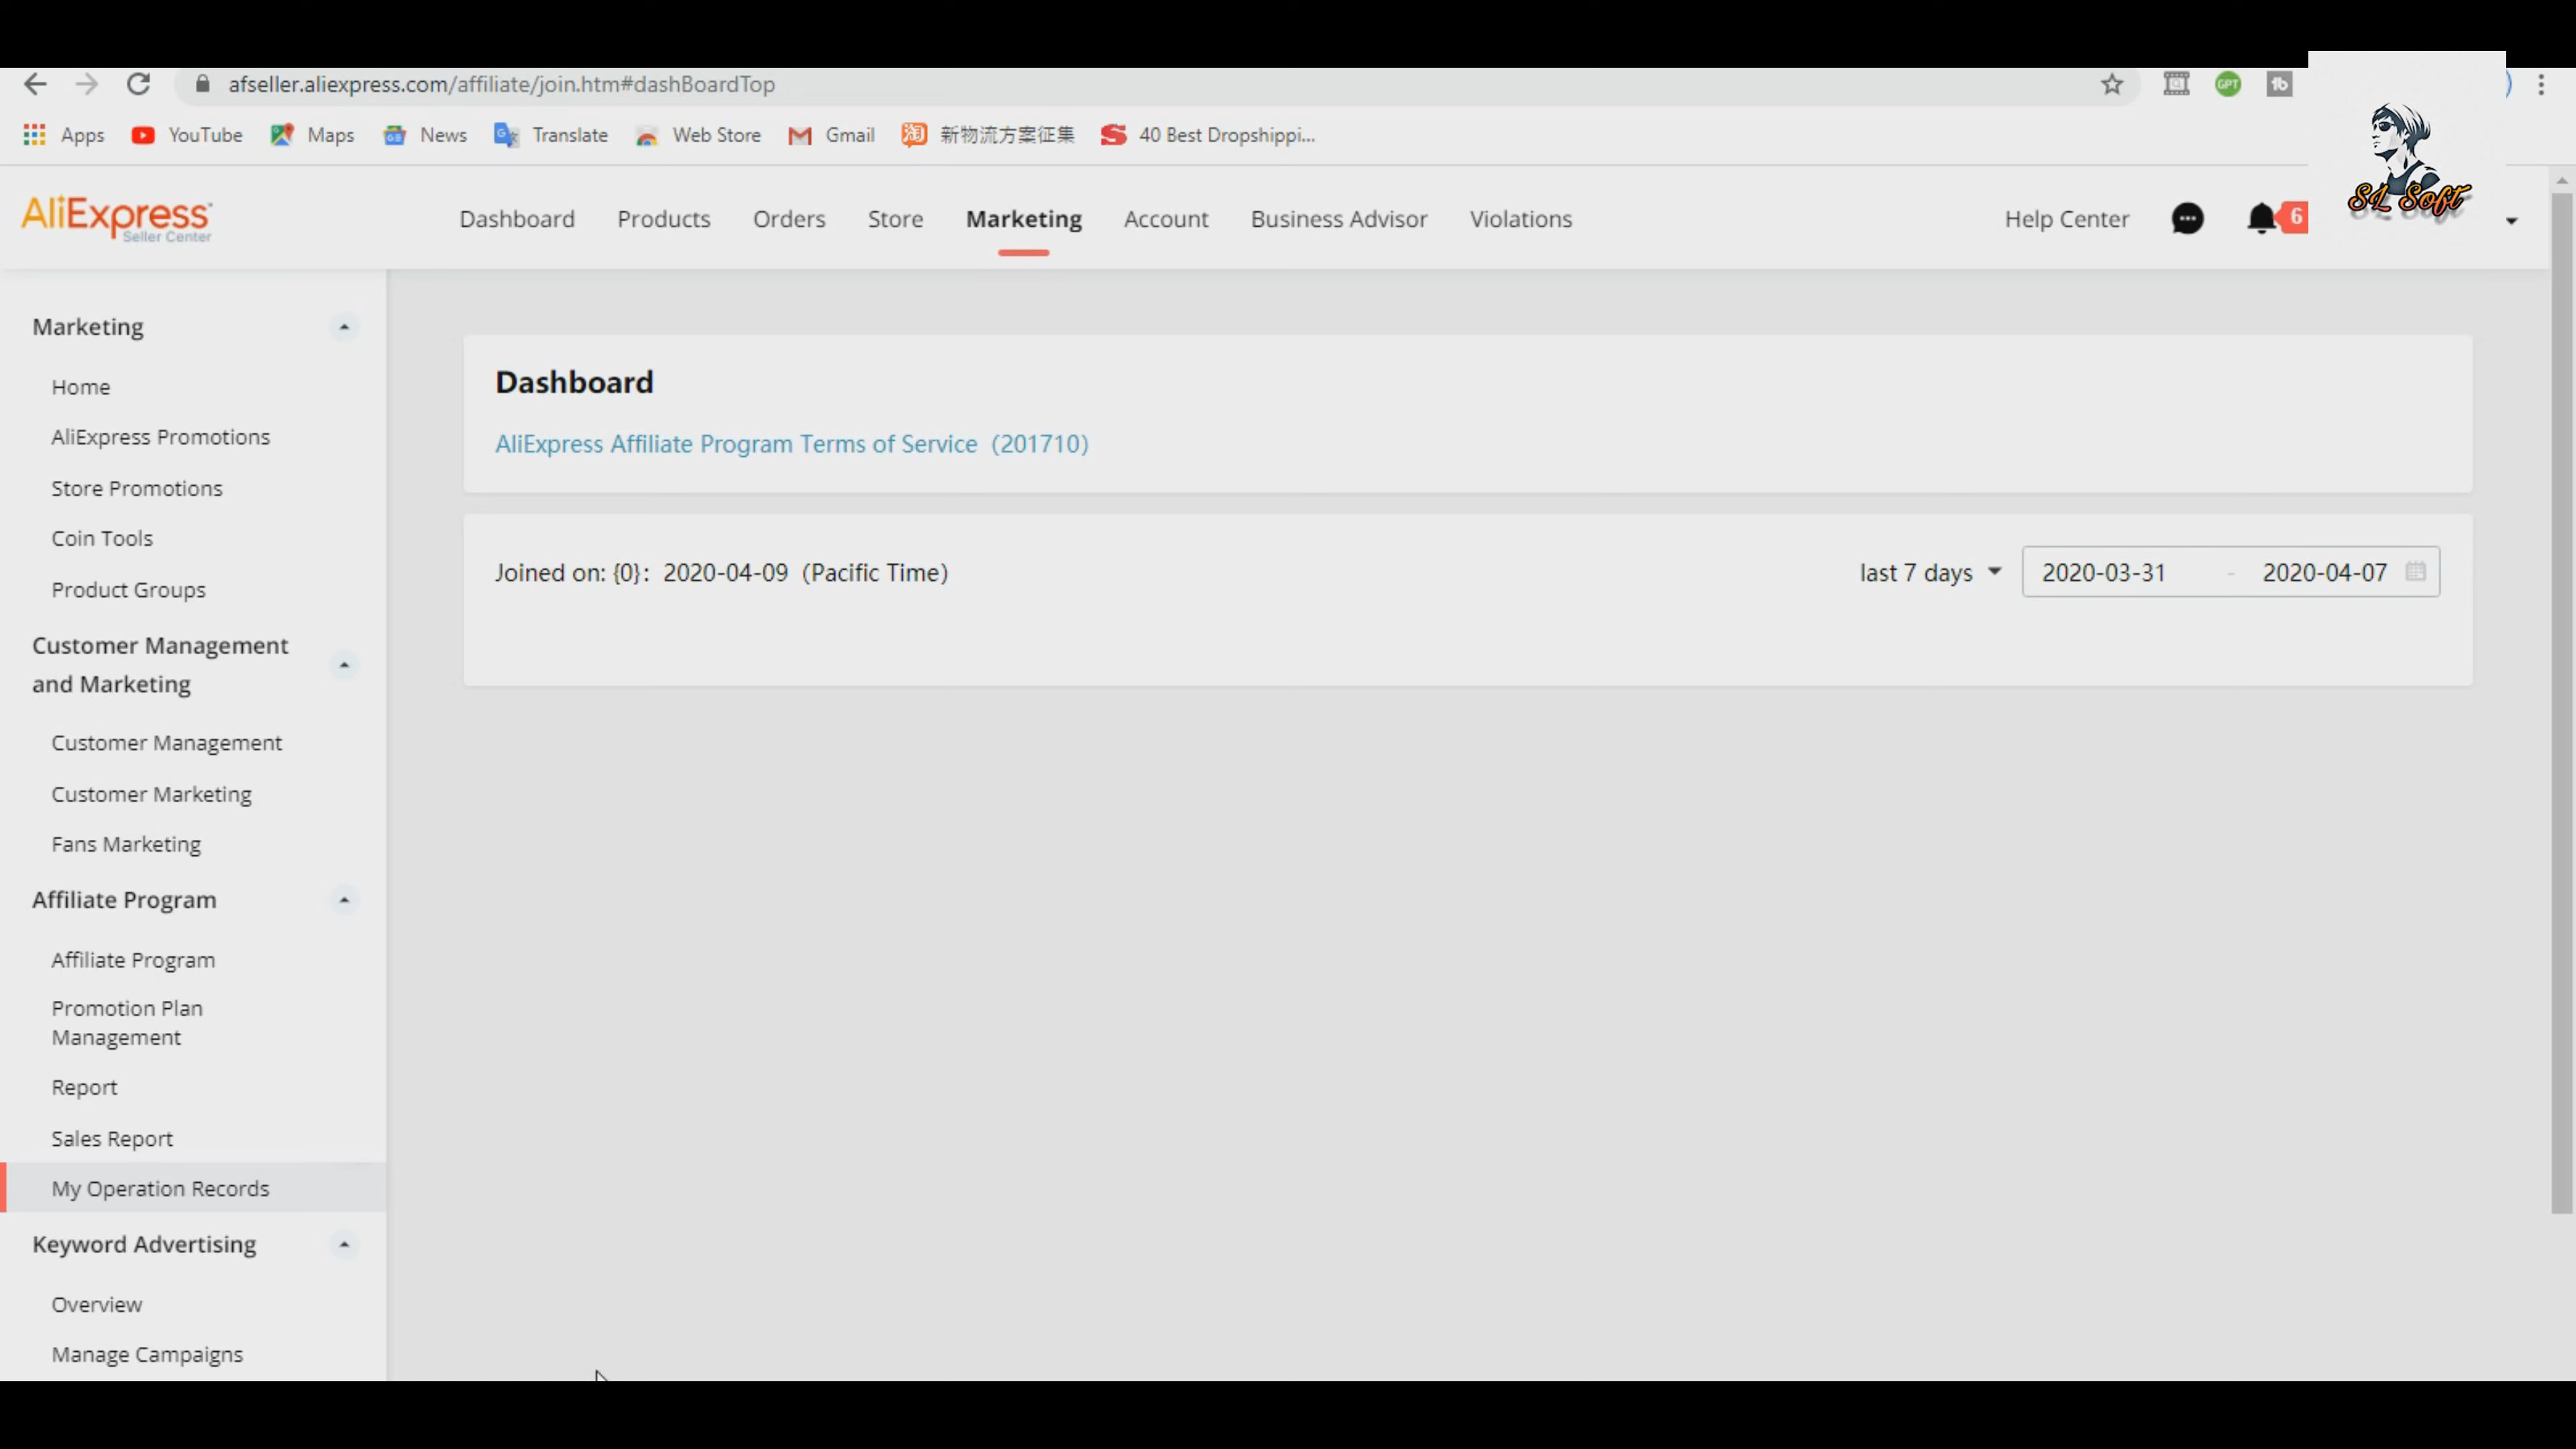 afseller.aliexpress.com/affiliate/join.htm#dashBoardTop
GPT
tb
Apps YouTube Maps News Translate Web Store Gmail 新物流方案征集 40 Best Dropshippi...
AliExpress
Seller Center
Dashboard Products Orders Store Marketing Account Business Advisor Violations Help Center 6
SL Soft
Marketing
Home
AliExpress Promotions
Store Promotions
Coin Tools
Product Groups
Customer Management
and Marketing
Customer Management
Customer Marketing
Fans Marketing
Affiliate Program
Affiliate Program
Promotion Plan
Management
Report
Sales Report
My Operation Records
Keyword Advertising
Overview
Manage Campaigns
Dashboard
AliExpress Affiliate Program Terms of Service (201710)
Joined on: {0}: 2020-04-09 (Pacific Time) last 7 days 2020-03-31 - 2020-04-07